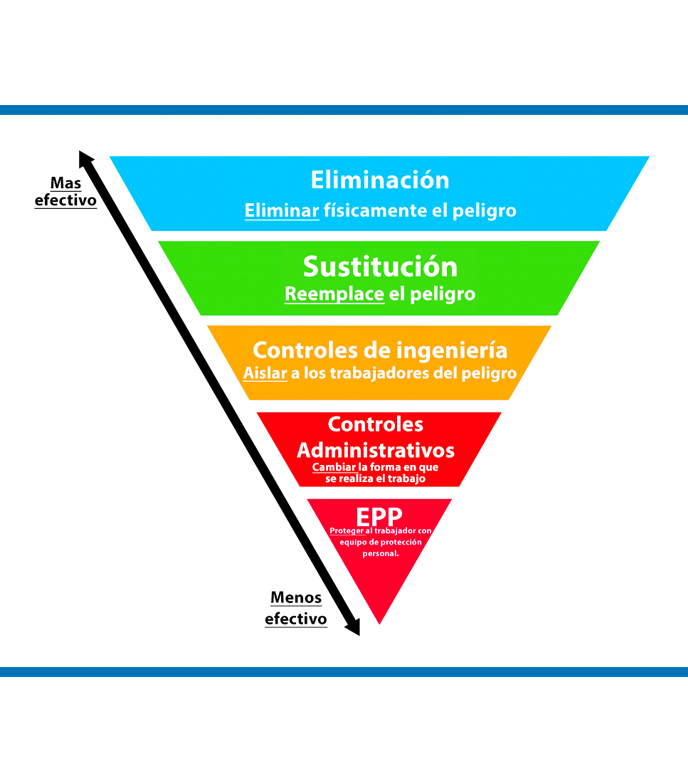 Mas
efectivo
Eliminación
Eliminar físicamente el peligro
Sustitución
Reemplace el peligro
Controles de ingeniería
Aislar a los trabajadores del peligro
Controles
Administrativos
Cambiar la forma en que
se realiza el trabajo
EPP
Proteger al trabajador con
equipo de protección
personal.
Menos
efectivo